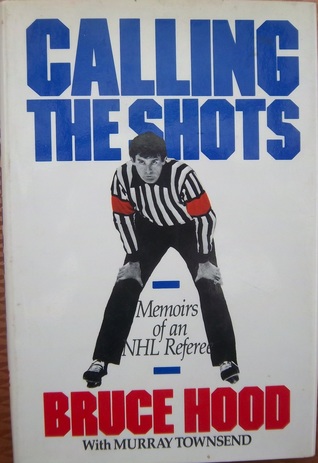 CALLING
THE SHOTS
Memoirs
of an
NHL Referee
BRUCE HOOD
With MURRAY TOWNSEND